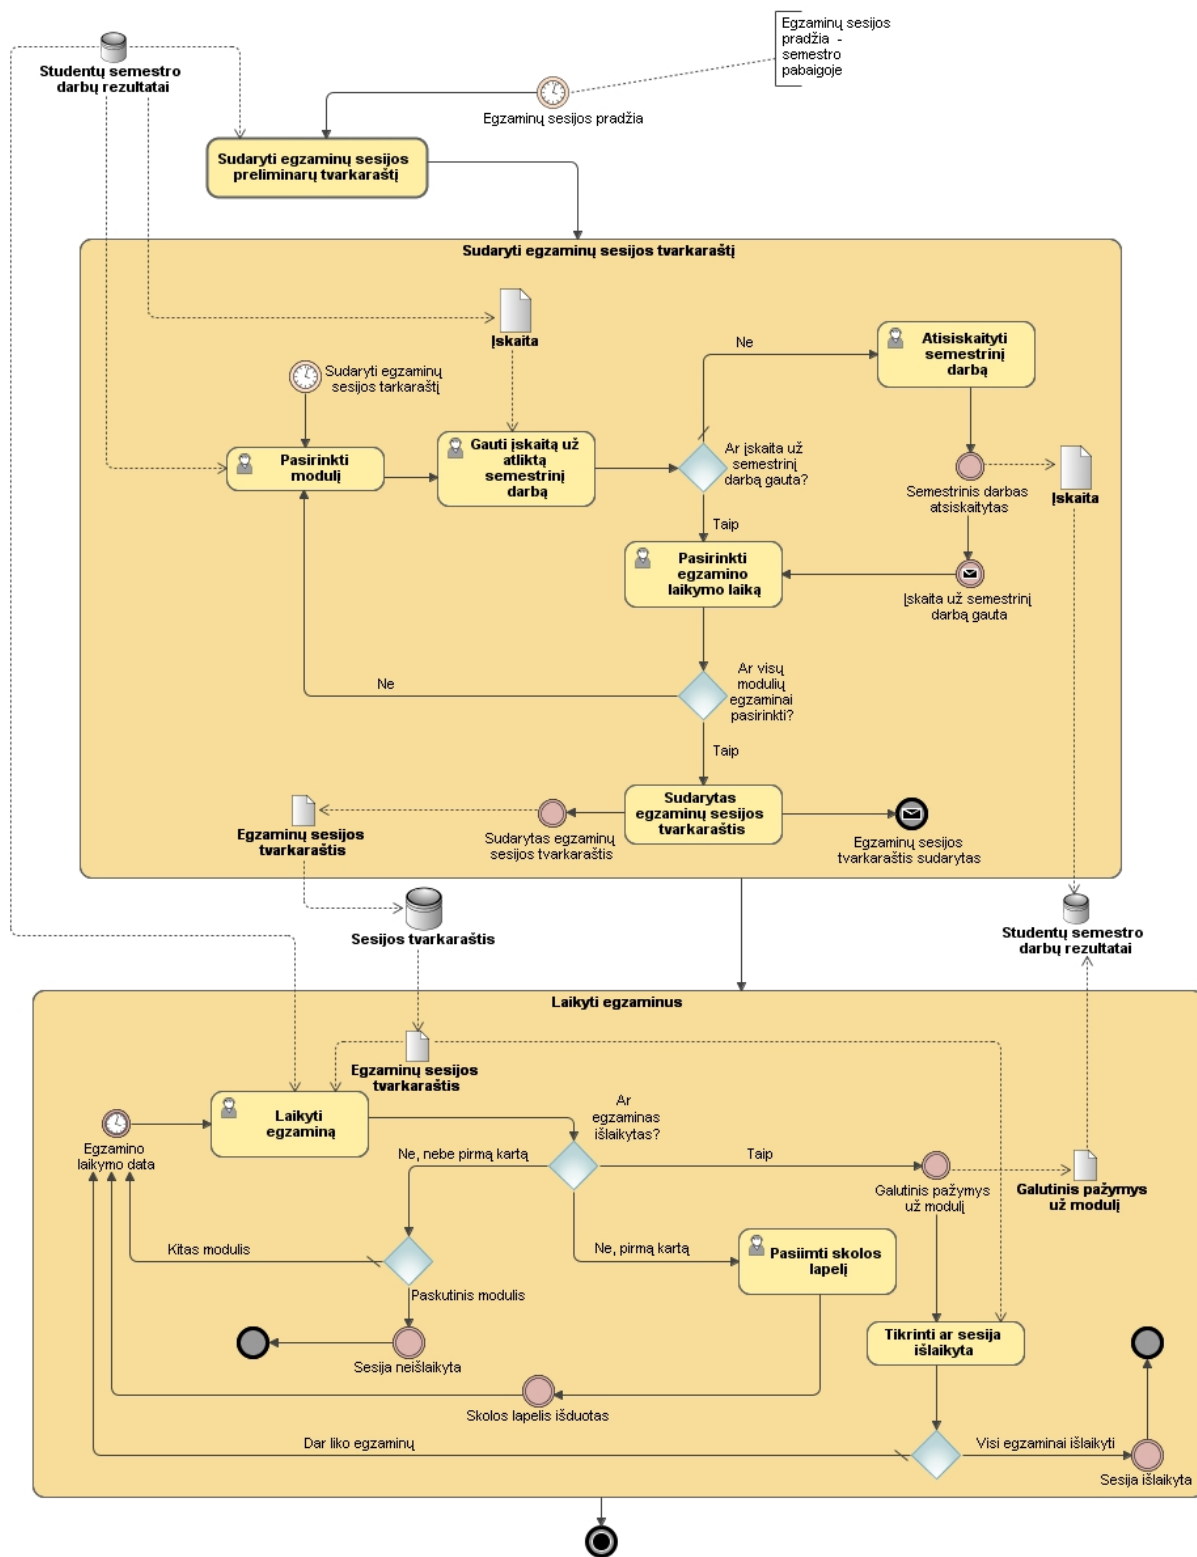 Egzaminų sesijos
pradžia -
semestro
pabaigoje
Studentų semestro
darbų rezultatai
Egzaminų sesijos pradžia
Sudaryti egzaminų sesijos
preliminarų tvarkaraštį
Sudaryti egzaminų sesijos tvarkaraštį
Įskaita
Ne
Atisiskaityti
semestrinį
darbą
Sudaryti egzaminų
sesijos tarkaraštį
Pasirinkti
modulį
Gauti įskaitą už
atliktą
semestrinį
darbą
Ar įskaita už
semestrinį
darbą gauta?
Semestrinis darbas
atsiskaitytas
Įskaita
Taip
Pasirinkti
egzamino
laikymo laiką
Įskaita už semestrinį
darbą gauta
Ne
Ar visų
modulių
egzaminai
pasirinkti?
Taip
Sudarytas
egzaminų sesijos
tvarkaraštis
Egzaminų sesijos
tvarkaraštis
Sudarytas egzaminų
sesijos tvarkaraštis
Egzaminų sesijos
tvarkaraštis sudarytas
Sesijos tvarkaraštis
Studentų semestro
darbų rezultatai
Laikyti egzaminus
Egzaminų sesijos
tvarkaraštis
Laikyti
egzaminą
Ar
egzaminas
išlaikytas?
Egzamino
laikymo data
Ne, nebe pirmą kartą
Taip
Galutinis pažymys
už modulį
Galutinis pažymys
už modulį
Kitas modulis
Ne, pirmą kartą
Pasiimti skolos
lapelį
Paskutinis modulis
Sesija neišlaikyta
Tikrinti ar sesija
išlaikyta
Skolos lapelis išduotas
Dar liko egzaminų
Visi egzaminai išlaikyti
Sesija išlaikyta